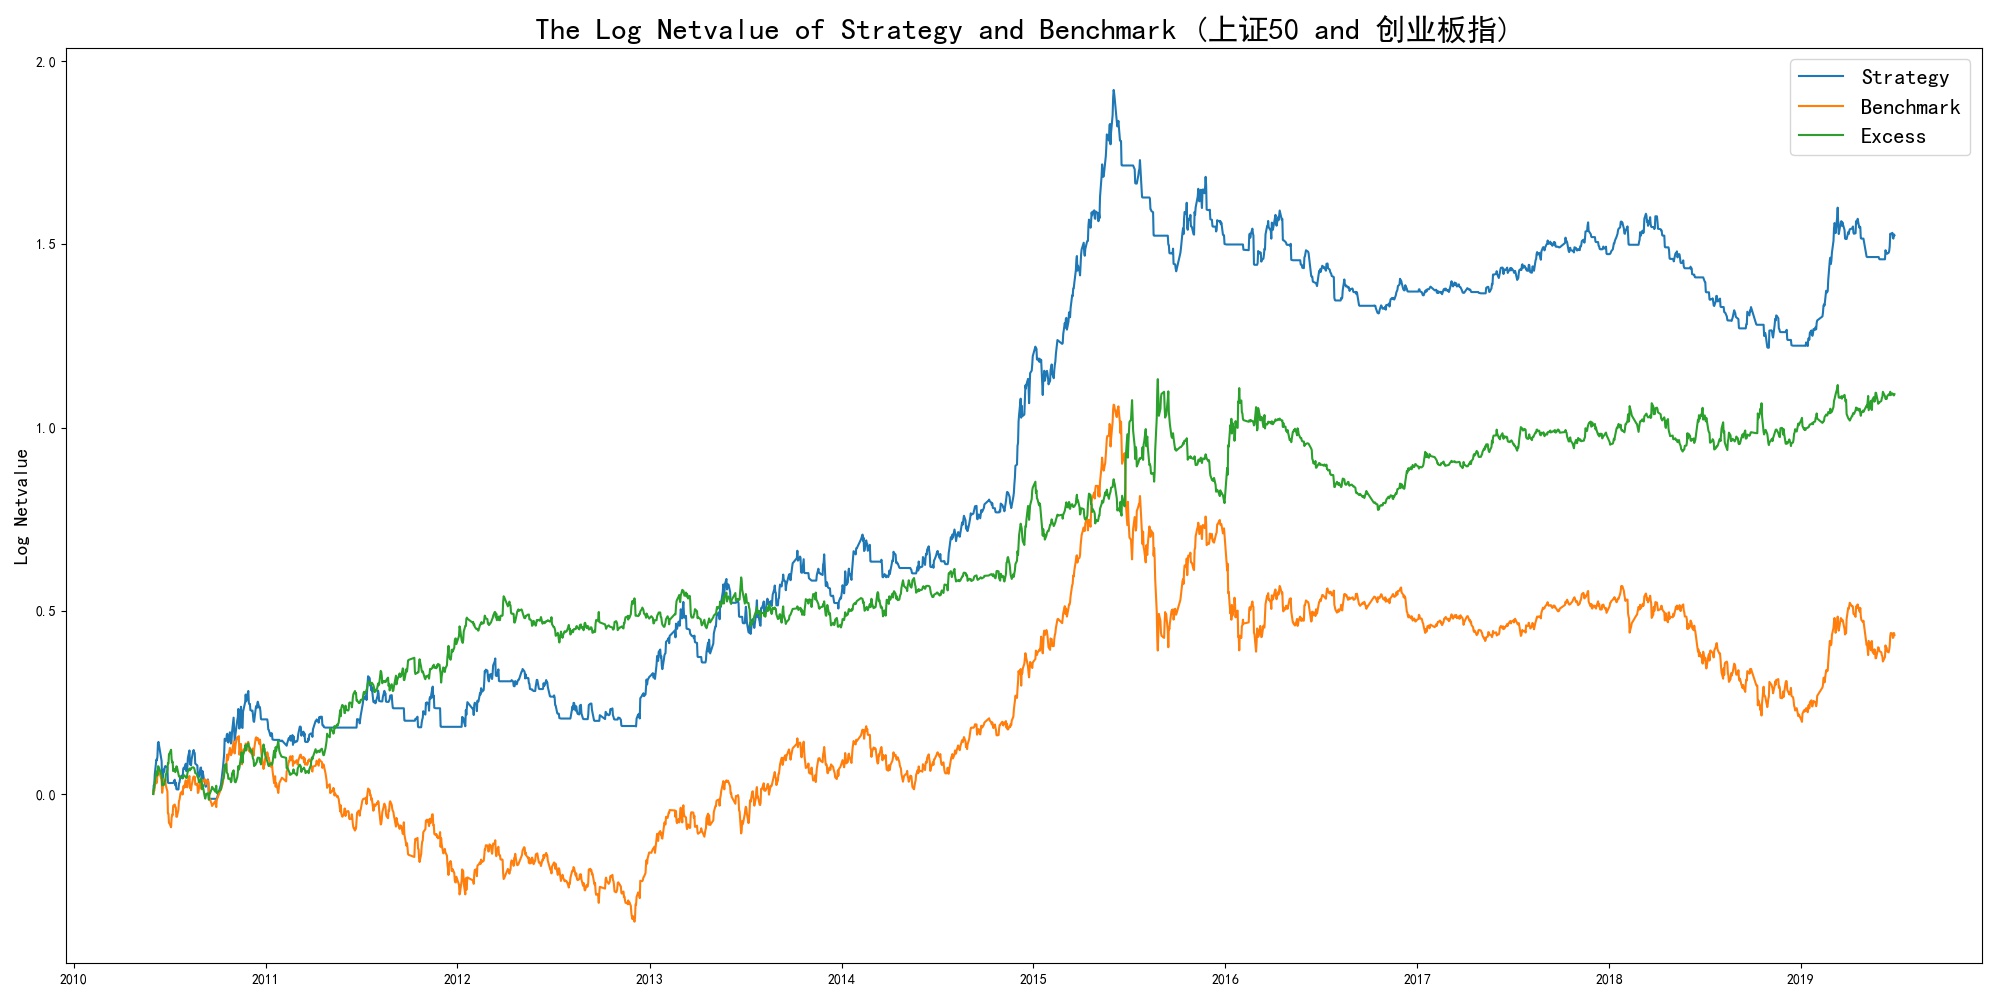 The Log Netvalue of Strategy and Benchmark (上证50 and 创业板指)
Strategy
Benchmark
Excess
Log Netvalue
2.0
1.5
1.0
0.5
0.0
2010 2011 2012 2013 2014 2015 2016 2017 2018 2019